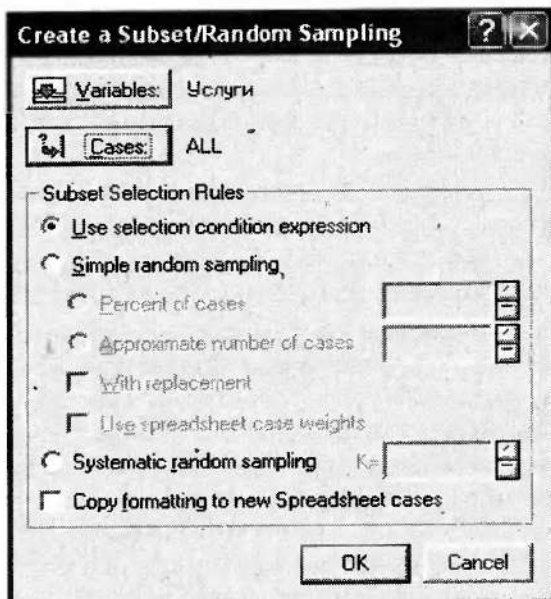 Create a Subset/Random Sampling
Variables: Услуги
Cases: ALL
Subset Selection Rules
Use selection condition expression
Simple random sampling
Percent of cases
Approximate number of cases
With replacement
Use spreadsheet case weights
Systematic random sampling K=
Copy formatting to new Spreadsheet cases
OK Cancel